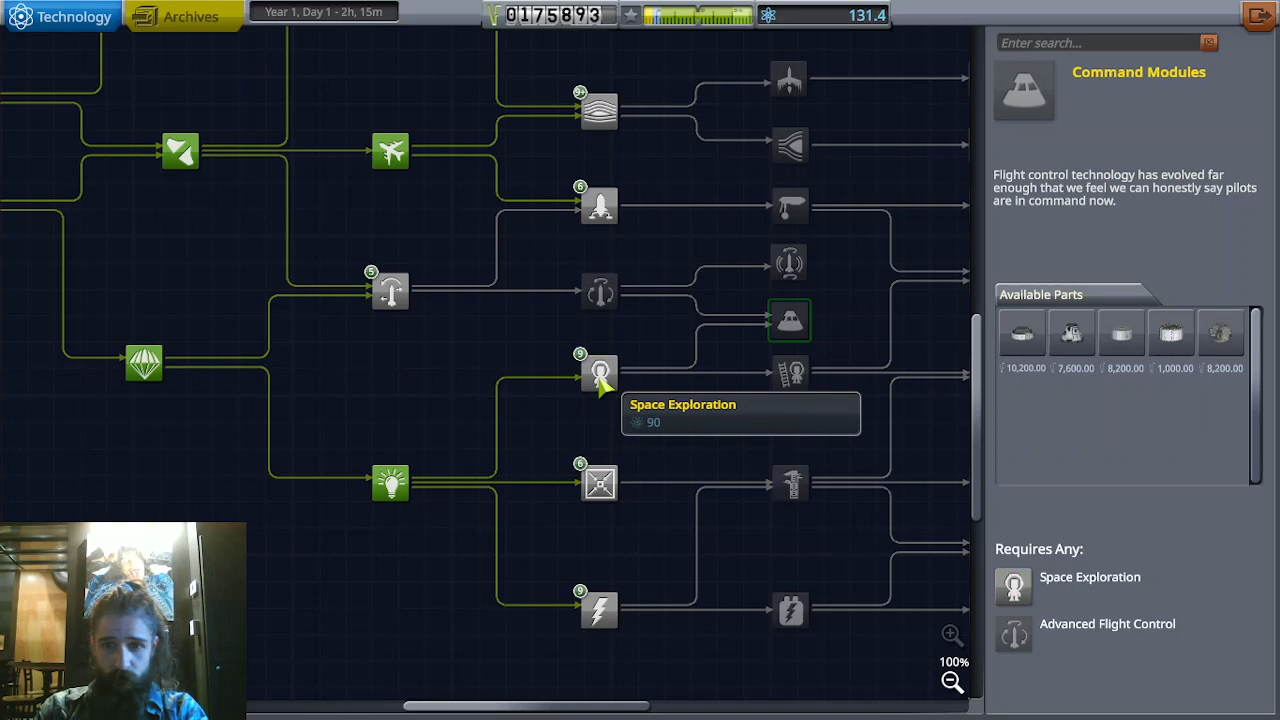 Technology
Archives
Year 1, Day 1 - 2h, 15m
0175893
131.4
Enter search...
Command Modules
Flight control technology has evolved far
enough that we feel we can honestly say pilots
are in command now.
Available Parts
10,200.00
7,600.00
8,200.00
1,000.00
8,200.00
Requires Any:
Space Exploration
Advanced Flight Control
9+
6
5
9
Space Exploration
90
6
9
100%